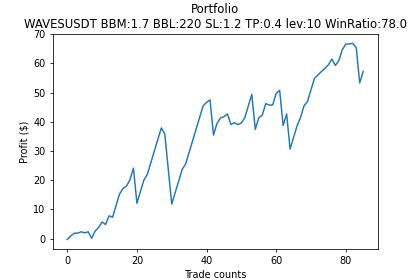 Portfolio
WAVESUSDT BBM:1.7 BBL:220 SL:1.2 TP:0.4 lev:10 WinRatio:78.0
70
60
50
40
30
20
10
0
Profit ($)
0 20 40 60 80
Trade counts